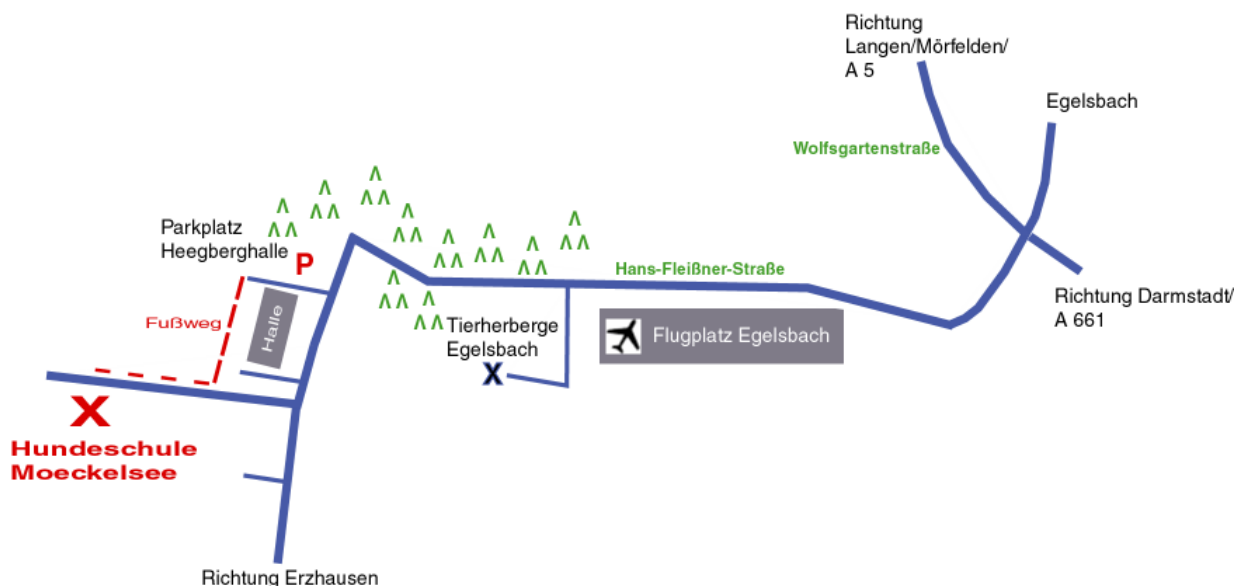 Richtung
Langen/Mörfelden/
A 5
Egelsbach
Wolfsgartenstraße
Parkplatz
Heegberghalle
P
Hans-Fleißner-Straße
Richtung Darmstadt/
A 661
Fußweg
Halle
Tierherberge
Egelsbach
X
Flugplatz Egelsbach
X
Hundeschule
Moeckelsee
Richtung Erzhausen